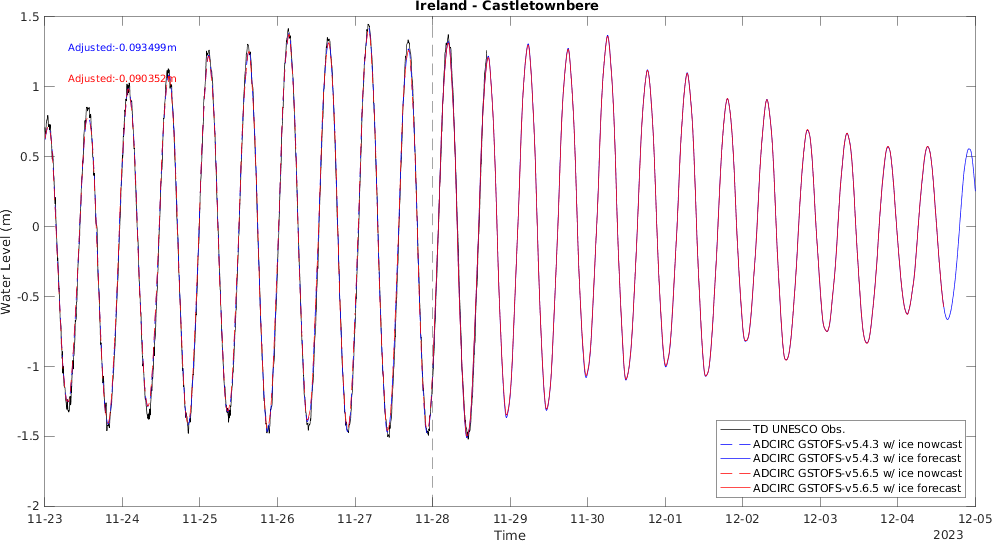 Ireland - Castletownbere
Adjusted:-0.093499m
Adjusted:-0.090352m
1.5
1
0.5
0
-0.5
-1
-1.5
-2
Water Level (m)
TD UNESCO Obs.
ADCIRC GSTOFS-v5.4.3 w/ ice nowcast
ADCIRC GSTOFS-v5.4.3 w/ ice forecast
ADCIRC GSTOFS-v5.6.5 w/ ice nowcast
ADCIRC GSTOFS-v5.6.5 w/ ice forecast
11-23 11-24 11-25 11-26 11-27 11-28 11-29 11-30 12-01 12-02 12-03 12-04 12-05
Time
2023